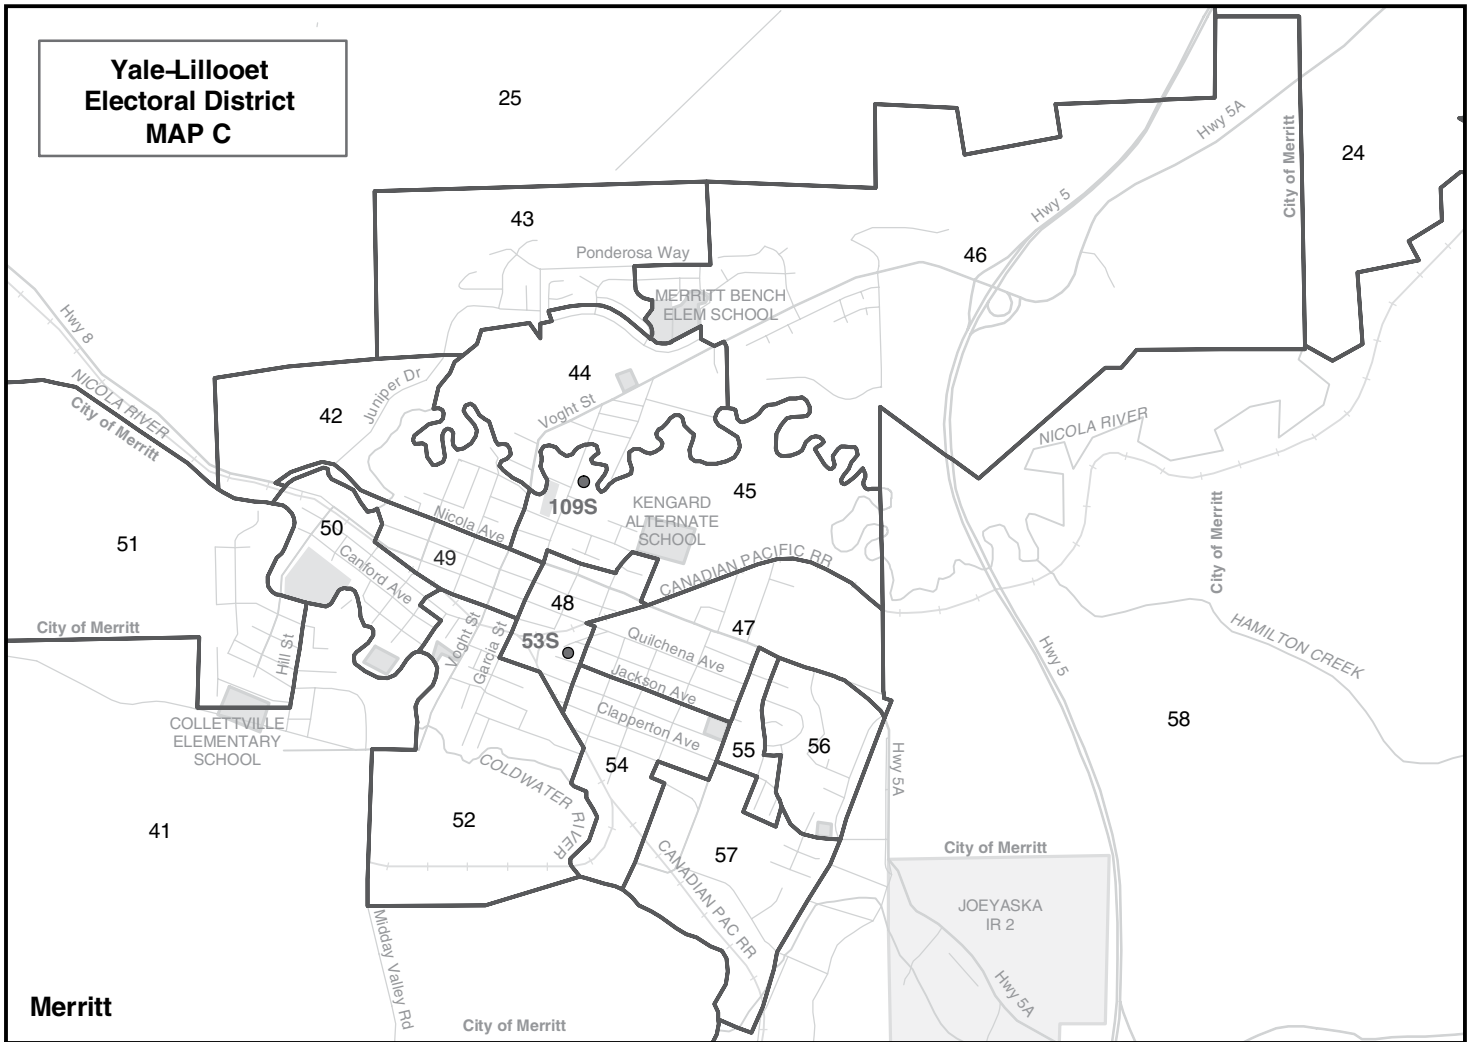 Yale-Lillooet
Electoral District
MAP C
25
Hwy 5A
City of Merritt
24
43
Hwy 5
Ponderosa Way
46
MERRITT BENCH
ELEM SCHOOL
Hwy 8
44
NICOLA RIVER
City of Merritt
Juniper Dr
42
Voght St
NICOLA RIVER
45
109S
KENGARD
ALTERNATE
SCHOOL
Nicola Ave
50
51
49
Canford Ave
CANADIAN PACIFIC RR
City of Merritt
48
City of Merritt
47
53S
Voght St
Garcia St
Hill St
Quilchena Ave
Jackson Ave
Clapperton Ave
HAMILTON CREEK
Hwy 5
COLLETTVILLE
ELEMENTARY
SCHOOL
58
55
56
54
Hwy 5A
COLDWATER RIVER
52
41
57
City of Merritt
CANADIAN PAC RR
JOEYASKA
IR 2
Midday Valley Rd
Hwy 5A
Merritt
City of Merritt